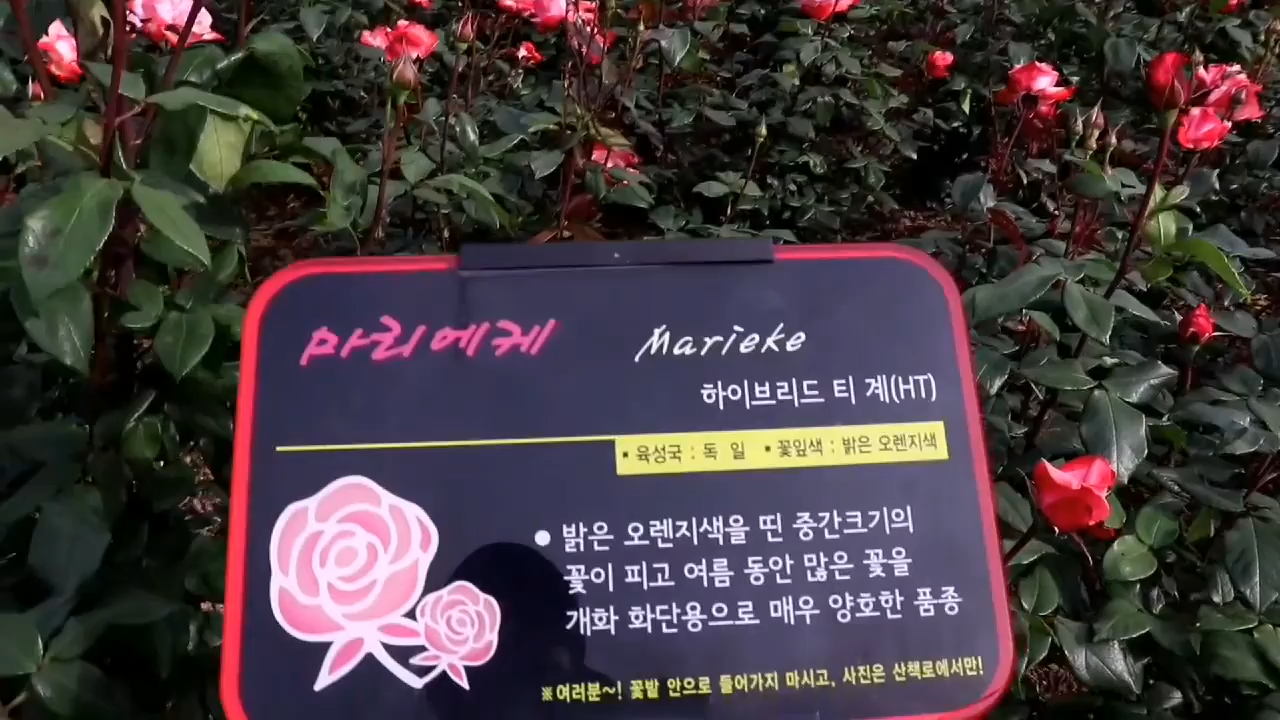 마리에케 Marieke
하이브리드 티 계(HT)
▪ 육성국 : 독 일 ▪ 꽃잎색 : 밝은 오렌지색
● 밝은 오렌지색을 띤 중간크기의
꽃이 피고 여름 동안 많은 꽃을
개화 화단용으로 매우 양호한 품종
※여러분~! 꽃밭 안으로 들어가지 마시고, 사진은 산책로에서만!